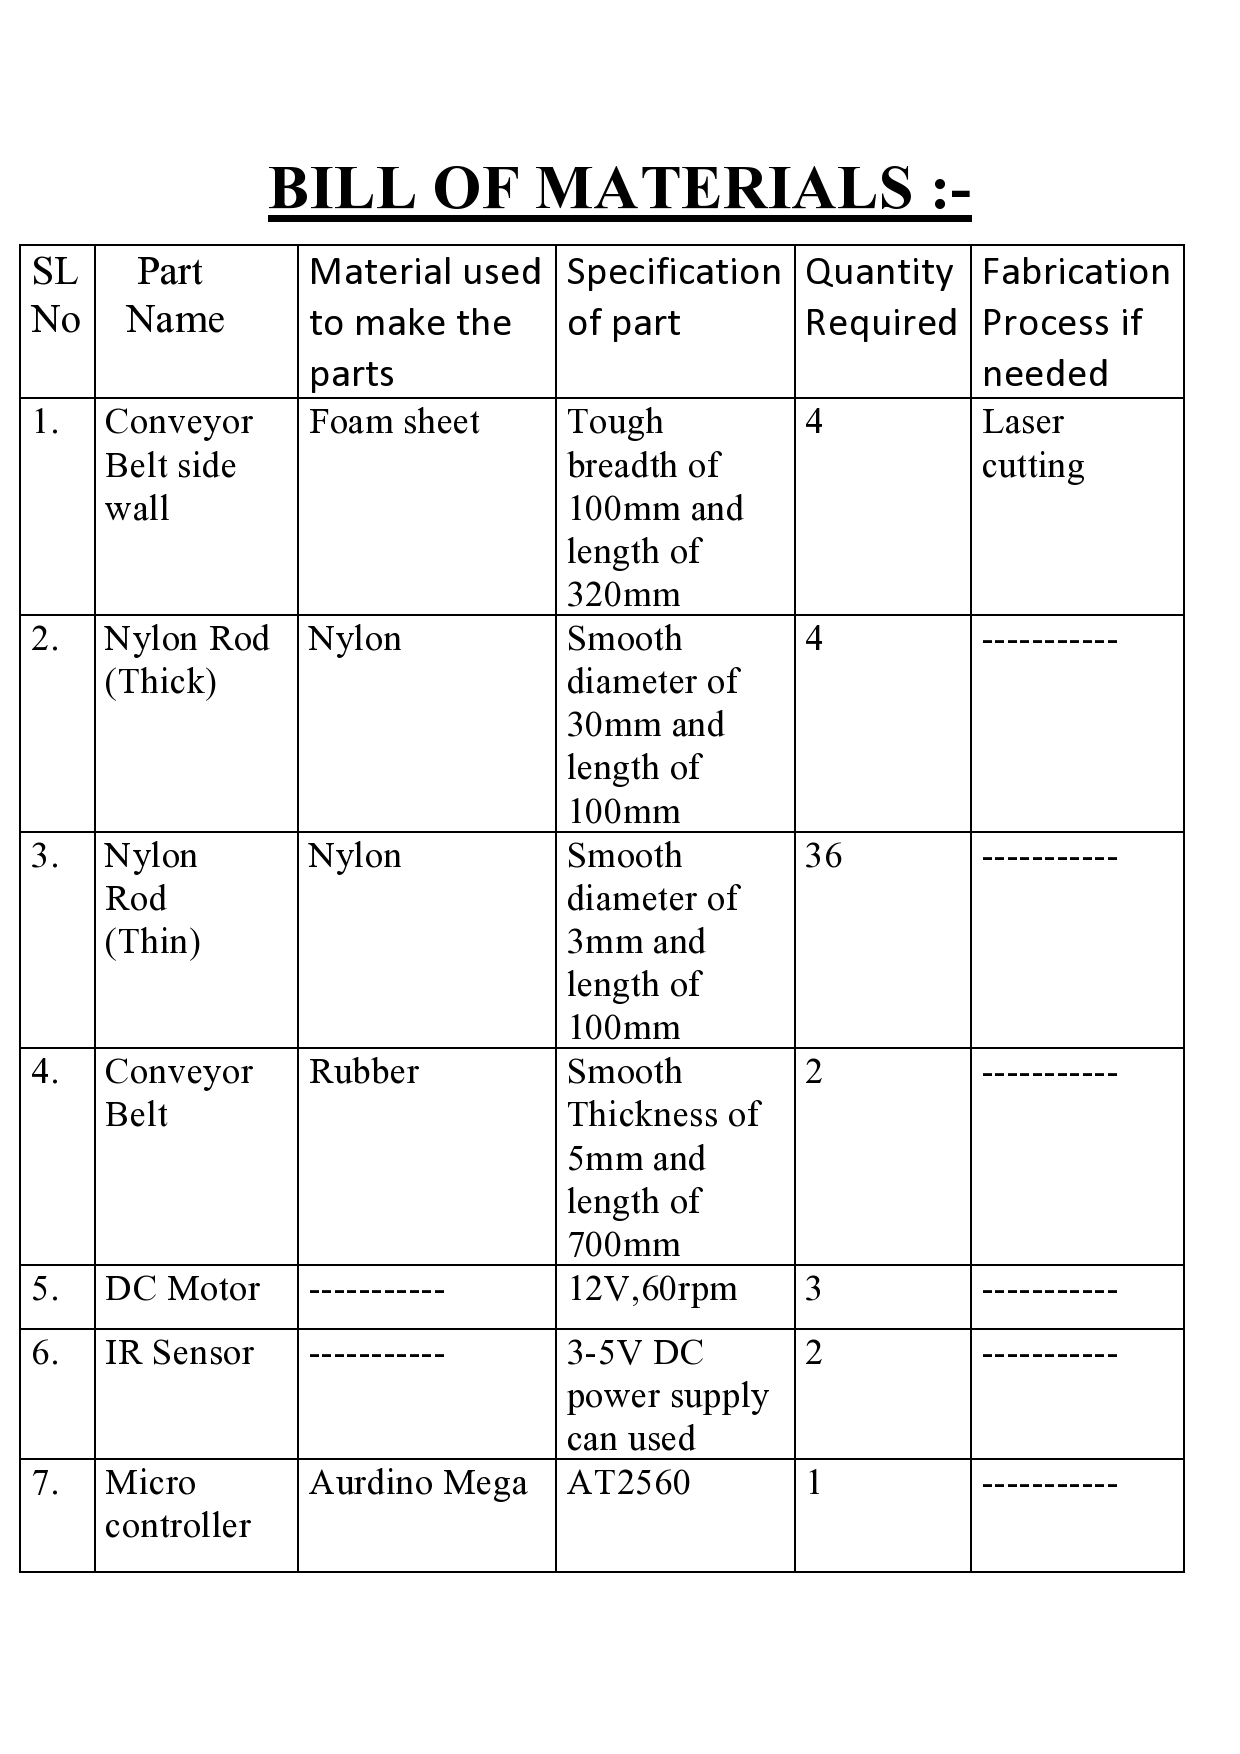 BILL OF MATERIALS :-
SL No | Part Name | Material used to make the parts | Specification of part | Quantity Required | Fabrication Process if needed
1. | Conveyor Belt side wall | Foam sheet | Tough breadth of 100mm and length of 320mm | 4 | Laser cutting
2. | Nylon Rod (Thick) | Nylon | Smooth diameter of 30mm and length of 100mm | 4 | -----------
3. | Nylon Rod (Thin) | Nylon | Smooth diameter of 3mm and length of 100mm | 36 | -----------
4. | Conveyor Belt | Rubber | Smooth Thickness of 5mm and length of 700mm | 2 | -----------
5. | DC Motor | ----------- | 12V,60rpm | 3 | -----------
6. | IR Sensor | ----------- | 3-5V DC power supply can used | 2 | -----------
7. | Micro controller | Aurdino Mega | AT2560 | 1 | -----------